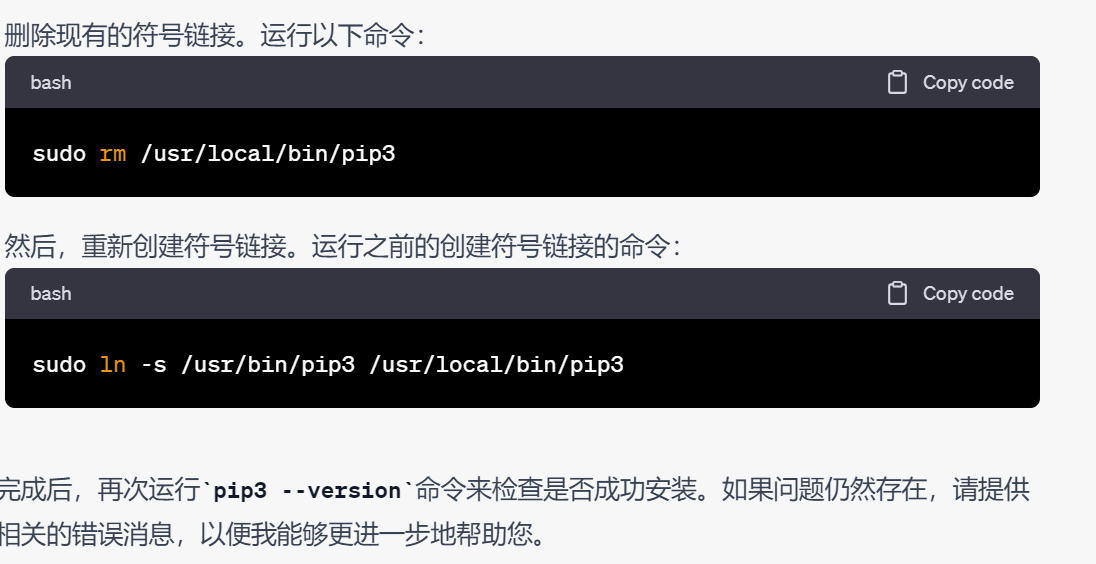 删除现有的符号链接。运行以下命令：
bash Copy code
sudo rm /usr/local/bin/pip3
然后，重新创建符号链接。运行之前的创建符号链接的命令：
bash Copy code
sudo ln -s /usr/bin/pip3 /usr/local/bin/pip3
完成后，再次运行`pip3 --version`命令来检查是否成功安装。如果问题仍然存在，请提供
相关的错误消息，以便我能够更进一步地帮助您。